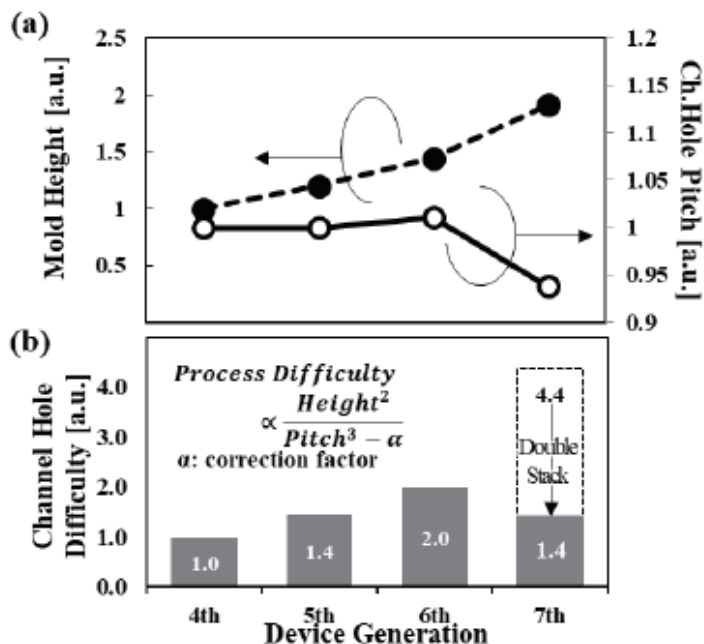 (a)
Mold Height [a.u.]
2.5
2
1.5
1
0.5
1.2
1.15
1.1
1.05
1
0.95
0.9
Ch.Hole Pitch [a.u.]
(b)
Channel Hole
Difficulty [a.u.]
4.0
3.0
2.0
1.0
0.0
Process Difficulty
∝ Height² / Pitch³ − α
α: correction factor
4.4
Double
Stack
1.0
1.4
2.0
1.4
4th
5th
6th
7th
Device Generation